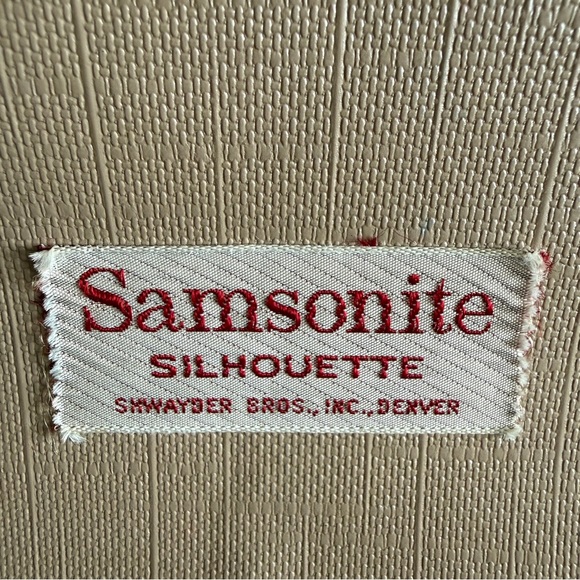 Samsonite
SILHOUETTE
SHWAYDER BROS., INC., DENVER